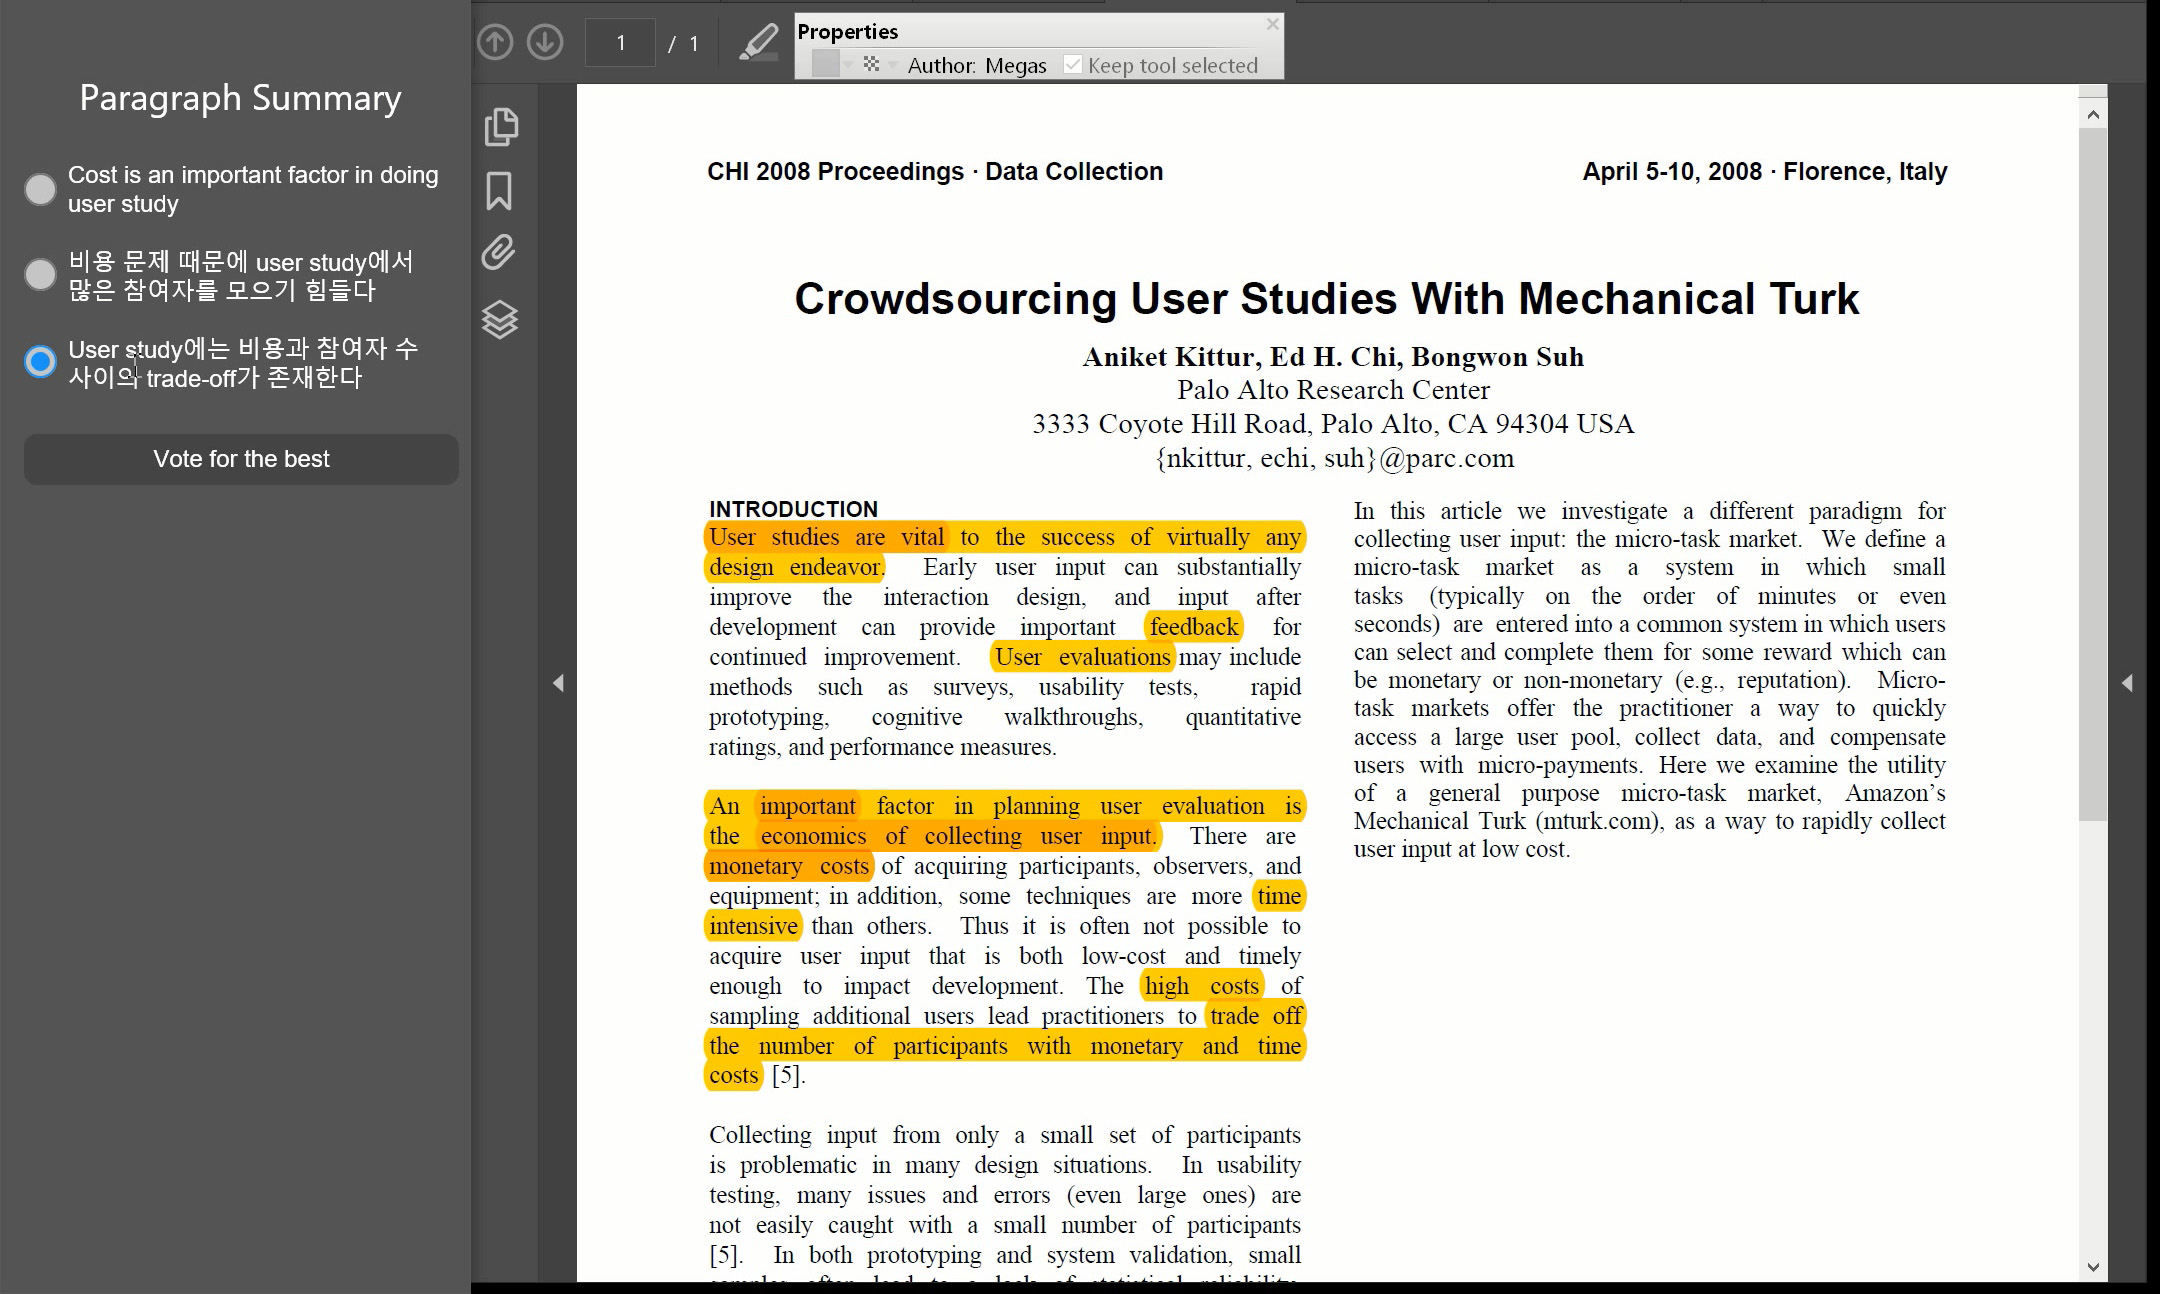 Paragraph Summary
Cost is an important factor in doing
user study
비용 문제 때문에 user study에서
많은 참여자를 모으기 힘들다
User study에는 비용과 참여자 수
사이의 trade-off가 존재한다
Vote for the best
1 / 1
Properties
Author: Megas Keep tool selected
CHI 2008 Proceedings · Data Collection
April 5-10, 2008 · Florence, Italy
Crowdsourcing User Studies With Mechanical Turk
Aniket Kittur, Ed H. Chi, Bongwon Suh
Palo Alto Research Center
3333 Coyote Hill Road, Palo Alto, CA 94304 USA
{nkittur, echi, suh}@parc.com
INTRODUCTION
User studies are vital to the success of virtually any
design endeavor. Early user input can substantially
improve the interaction design, and input after
development can provide important feedback for
continued improvement. User evaluations may include
methods such as surveys, usability tests, rapid
prototyping, cognitive walkthroughs, quantitative
ratings, and performance measures.
An important factor in planning user evaluation is
the economics of collecting user input. There are
monetary costs of acquiring participants, observers, and
equipment; in addition, some techniques are more time
intensive than others. Thus it is often not possible to
acquire user input that is both low-cost and timely
enough to impact development. The high costs of
sampling additional users lead practitioners to trade off
the number of participants with monetary and time
costs [5].
Collecting input from only a small set of participants
is problematic in many design situations. In usability
testing, many issues and errors (even large ones) are
not easily caught with a small number of participants
[5]. In both prototyping and system validation, small
In this article we investigate a different paradigm for
collecting user input: the micro-task market. We define a
micro-task market as a system in which small
tasks (typically on the order of minutes or even
seconds) are entered into a common system in which users
can select and complete them for some reward which can
be monetary or non-monetary (e.g., reputation). Micro-
task markets offer the practitioner a way to quickly
access a large user pool, collect data, and compensate
users with micro-payments. Here we examine the utility
of a general purpose micro-task market, Amazon's
Mechanical Turk (mturk.com), as a way to rapidly collect
user input at low cost.